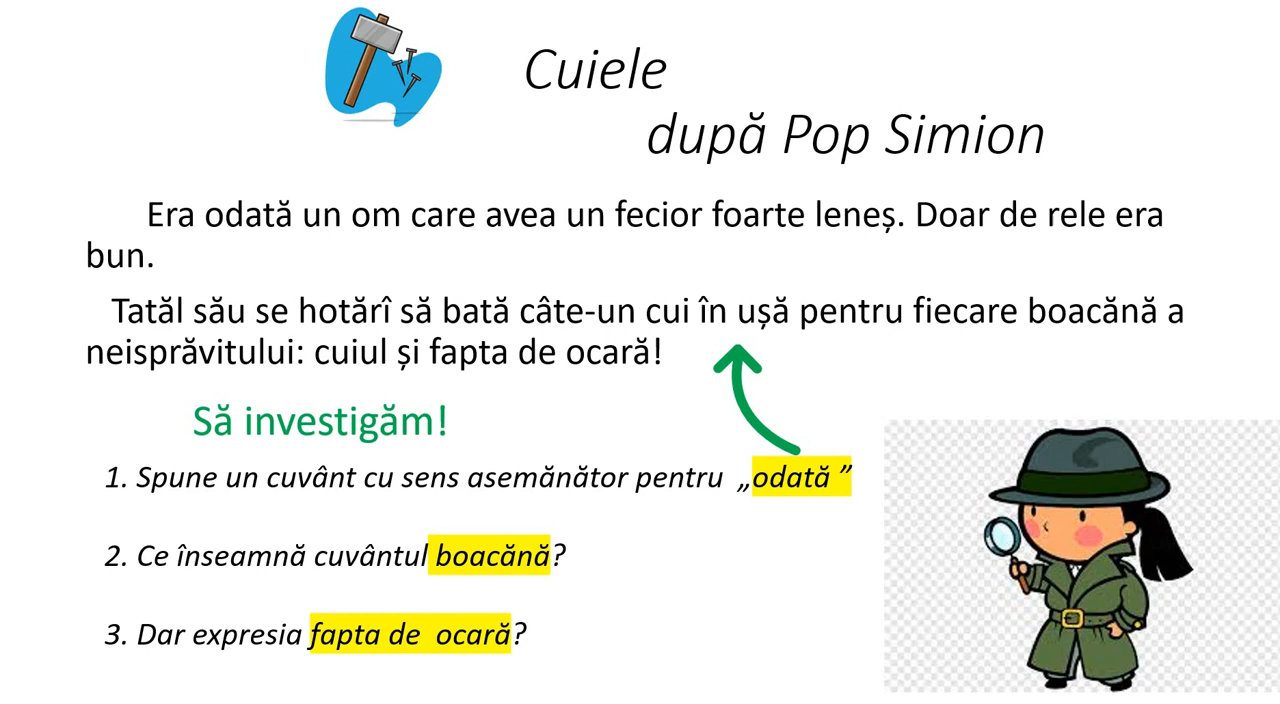 Cuiele
după Pop Simion
Era odată un om care avea un fecior foarte leneș. Doar de rele era
bun.
Tatăl său se hotărî să bată câte-un cui în ușă pentru fiecare boacănă a
neisprăvitului: cuiul și fapta de ocară!
Să investigăm!
1. Spune un cuvânt cu sens asemănător pentru „odată ”
2. Ce înseamnă cuvântul boacănă?
3. Dar expresia fapta de ocară?